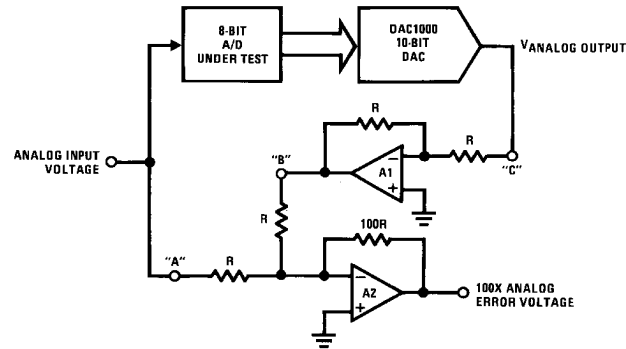 8-BIT
A/D
UNDER TEST
DAC1000
10-BIT
DAC
VANALOG OUTPUT
R
R
"B"
A1
−
+
"C"
ANALOG INPUT
VOLTAGE
R
100R
"A"
R
−
A2
+
100X ANALOG
ERROR VOLTAGE